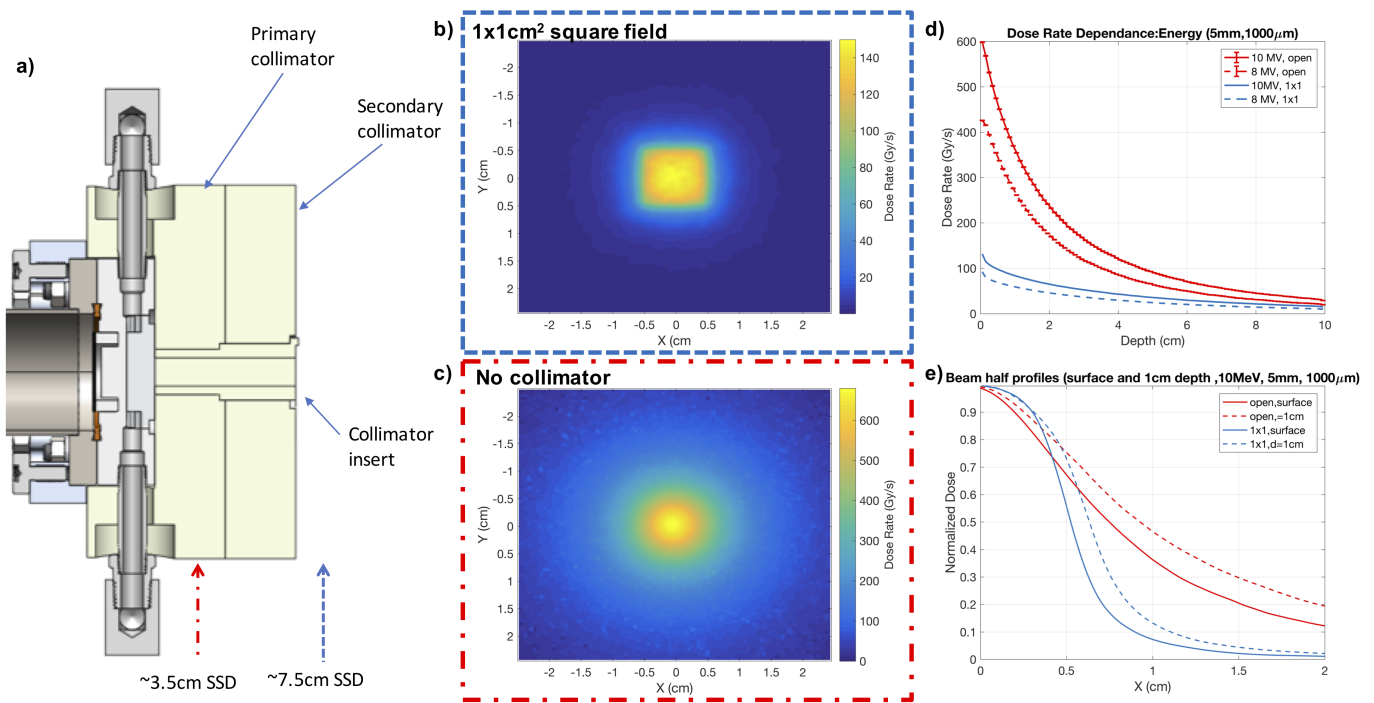 a)
Primary
collimator
Secondary
collimator
Collimator
insert
~3.5cm SSD
~7.5cm SSD
b)
1x1cm² square field
-2
-1.5
-1
-0.5
0
0.5
1
1.5
2
Y (cm)
-2
-1.5
-1
-0.5
0
0.5
1
1.5
2
X (cm
140
120
100
80
60
40
20
Dose Rate (Gy/s)
c)
No collimator
-2
-1.5
-1
-0.5
0
0.5
1
1.5
2
Y (cm)
-2
-1.5
-1
-0.5
0
0.5
1
1.5
2
X (cm)
600
500
400
300
200
100
0
Dose Rate (Gy/s)
d)
Dose Rate Dependance:Energy (5mm,1000μm)
600
500
400
300
200
100
0
Dose Rate (Gy/s)
10 MV, open
8 MV, open
10MV, 1x1
8 MV, 1x1
0
2
4
6
8
10
Depth (cm)
e)
Beam half profiles (surface and 1cm depth ,10MeV, 5mm, 1000μm)
0.9
0.8
0.7
0.6
0.5
0.4
0.3
0.2
0.1
0
Normalized Dose
open,surface
open,=1cm
1x1,surface
1x1,d=1cm
0
0.5
1
1.5
2
X (cm)